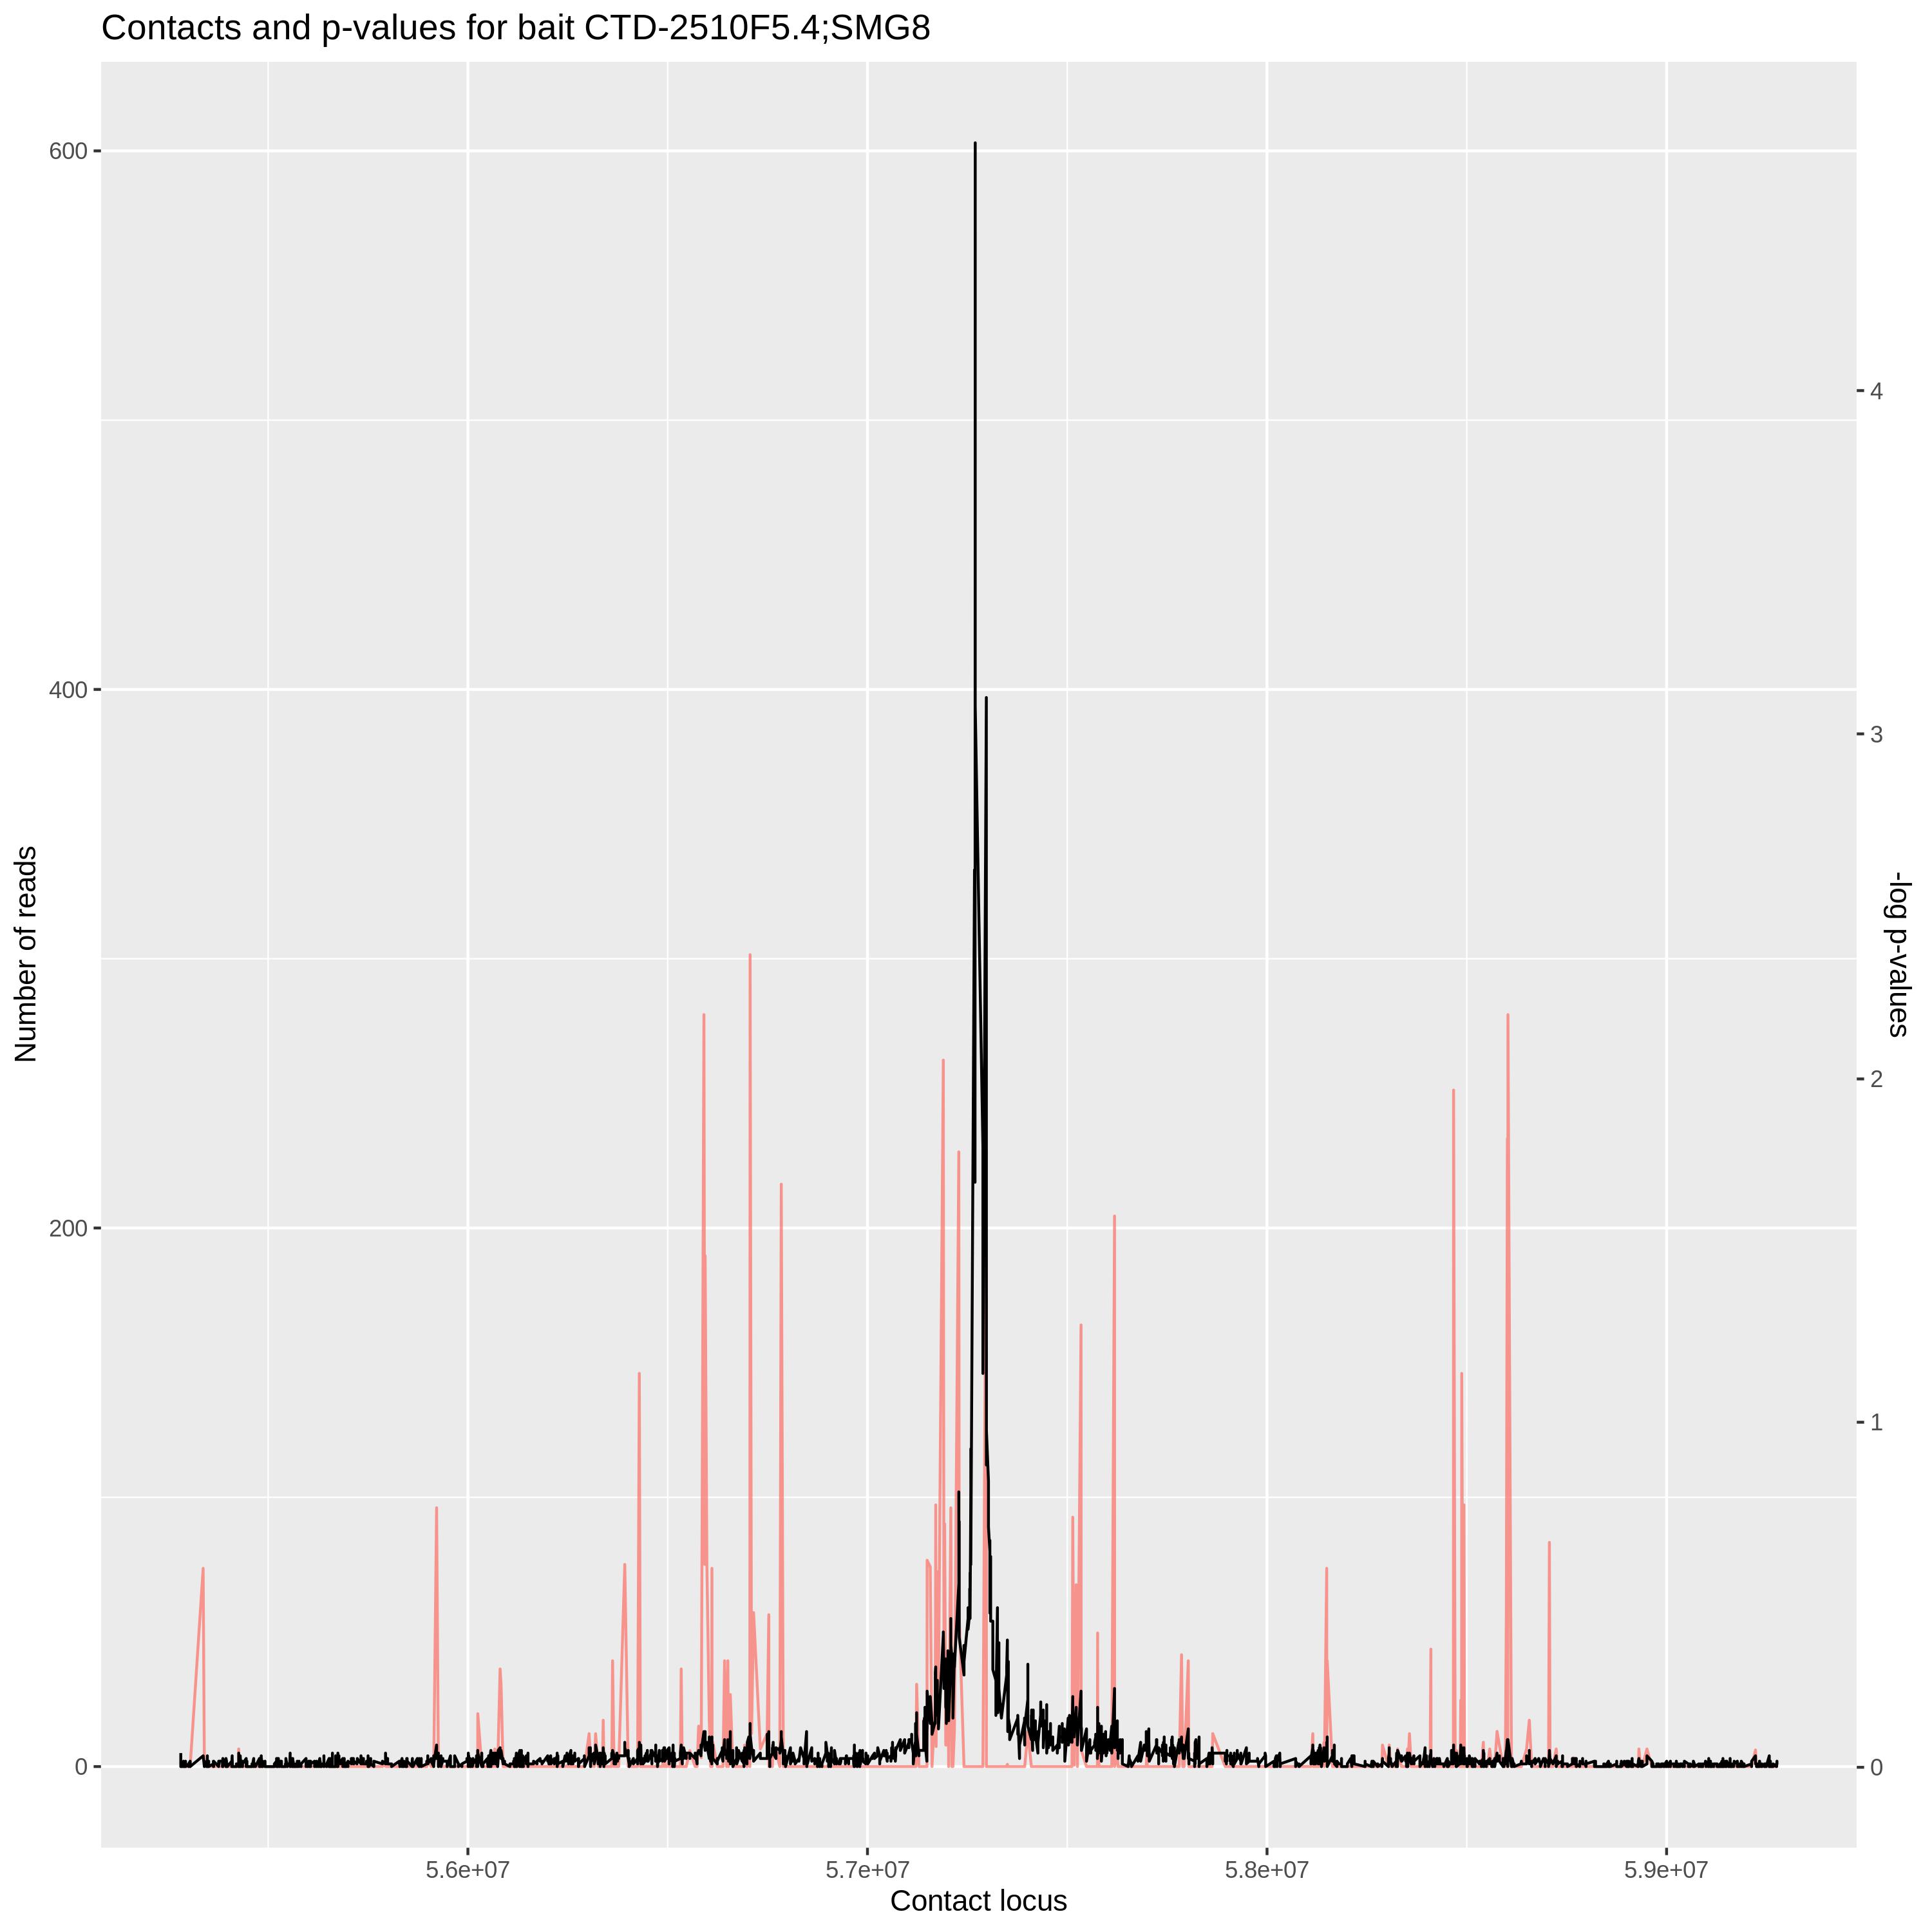 Contacts and p-values for bait CTD-2510F5.4;SMG8
600
400
200
0
Number of reads
4
3
2
1
0
-log p-values
5.6e+07
5.7e+07
5.8e+07
5.9e+07
Contact locus